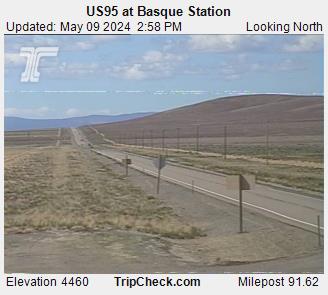 US95 at Basque Station
Updated: May 09 2024 2:58 PM Looking North
Elevation 4460 TripCheck.com Milepost 91.62